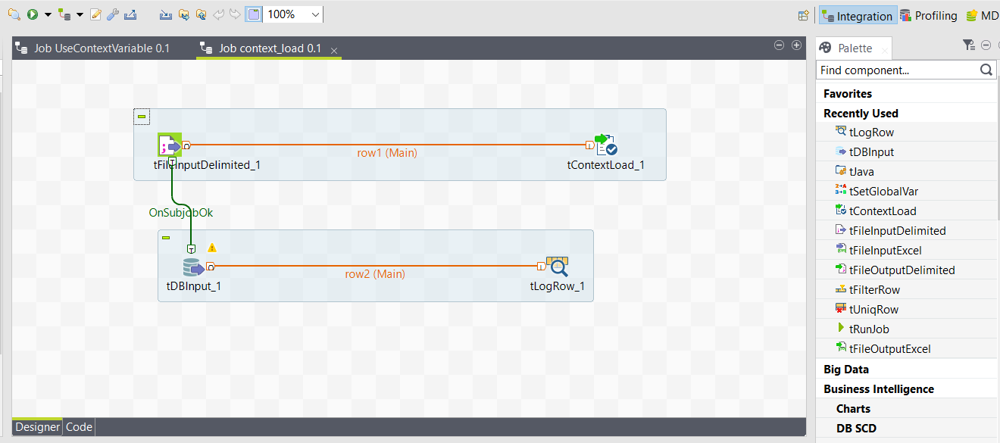 100%
Integration
Profiling
MD
Job UseContextVariable 0.1
Job context_load 0.1
Palette
Find component...
Favorites
Recently Used
tLogRow
tDBInput
tJava
tSetGlobalVar
tContextLoad
tFileInputDelimited
tFileInputExcel
tFileOutputDelimited
tFilterRow
tUniqRow
tRunJob
tFileOutputExcel
Big Data
Business Intelligence
Charts
DB SCD
row1 (Main)
tFileInputDelimited_1
tContextLoad_1
OnSubjobOk
row2 (Main)
tDBInput_1
tLogRow_1
Designer
Code